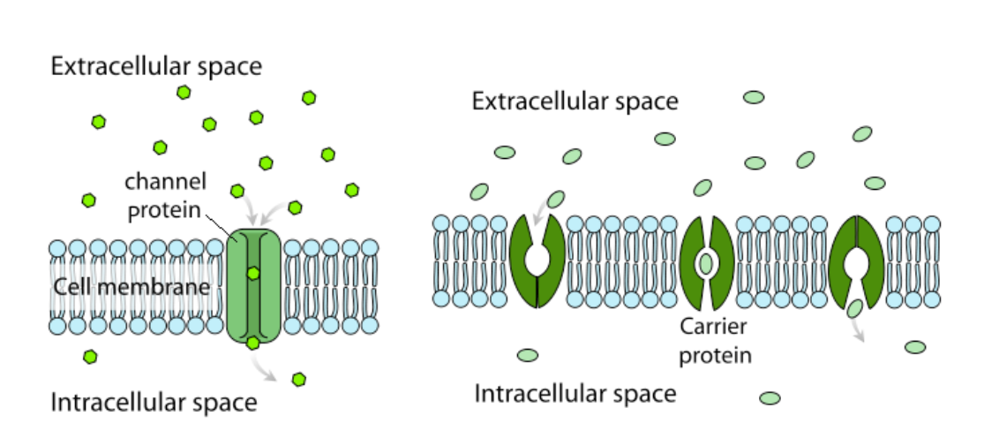 Extracellular space
channel
protein
Cell membrane
Intracellular space
Extracellular space
Carrier
protein
Intracellular space